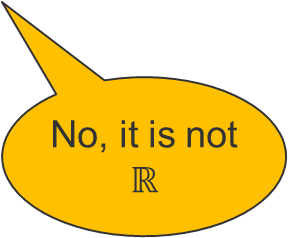 No, it is not
ℝ